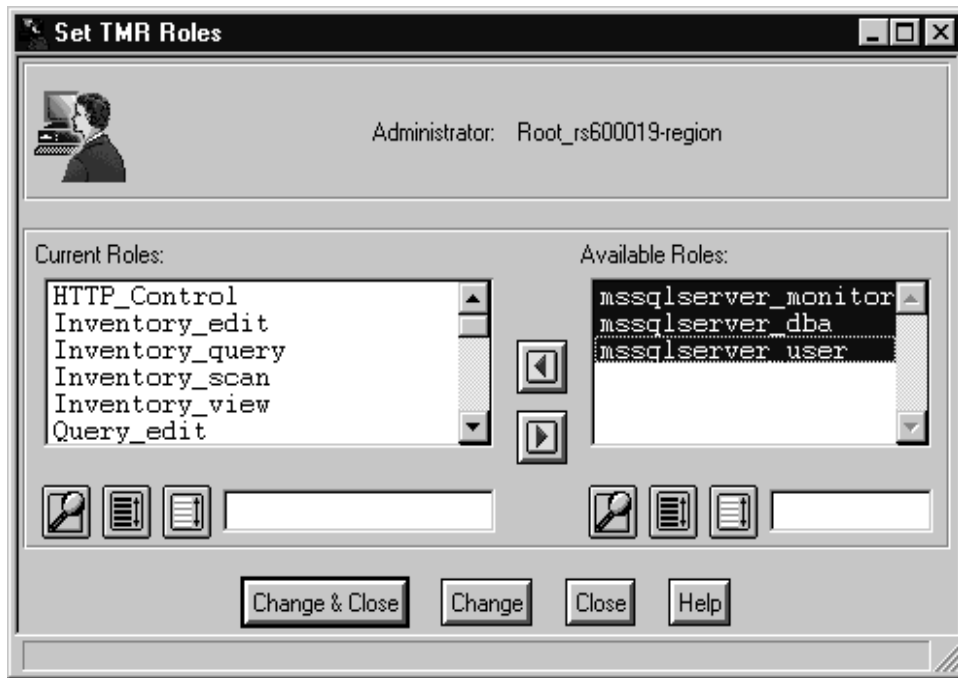 Set TMR Roles
Administrator: Root_rs600019-region
Current Roles:
HTTP_Control
Inventory_edit
Inventory_query
Inventory_scan
Inventory_view
Query_edit
Available Roles:
mssqlserver_monitor
mssqlserver_dba
mssqlserver_user
Change & Close
Change
Close
Help